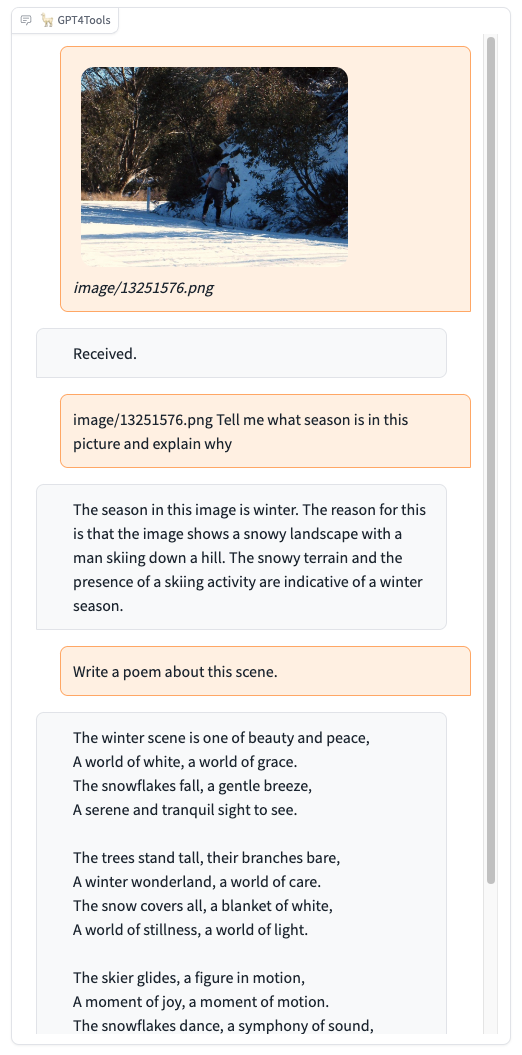 GPT4Tools
image/13251576.png
Received.
image/13251576.png Tell me what season is in this
picture and explain why
The season in this image is winter. The reason for this
is that the image shows a snowy landscape with a
man skiing down a hill. The snowy terrain and the
presence of a skiing activity are indicative of a winter
season.
Write a poem about this scene.
The winter scene is one of beauty and peace,
A world of white, a world of grace.
The snowflakes fall, a gentle breeze,
A serene and tranquil sight to see.
The trees stand tall, their branches bare,
A winter wonderland, a world of care.
The snow covers all, a blanket of white,
A world of stillness, a world of light.
The skier glides, a figure in motion,
A moment of joy, a moment of motion.
The snowflakes dance, a symphony of sound,